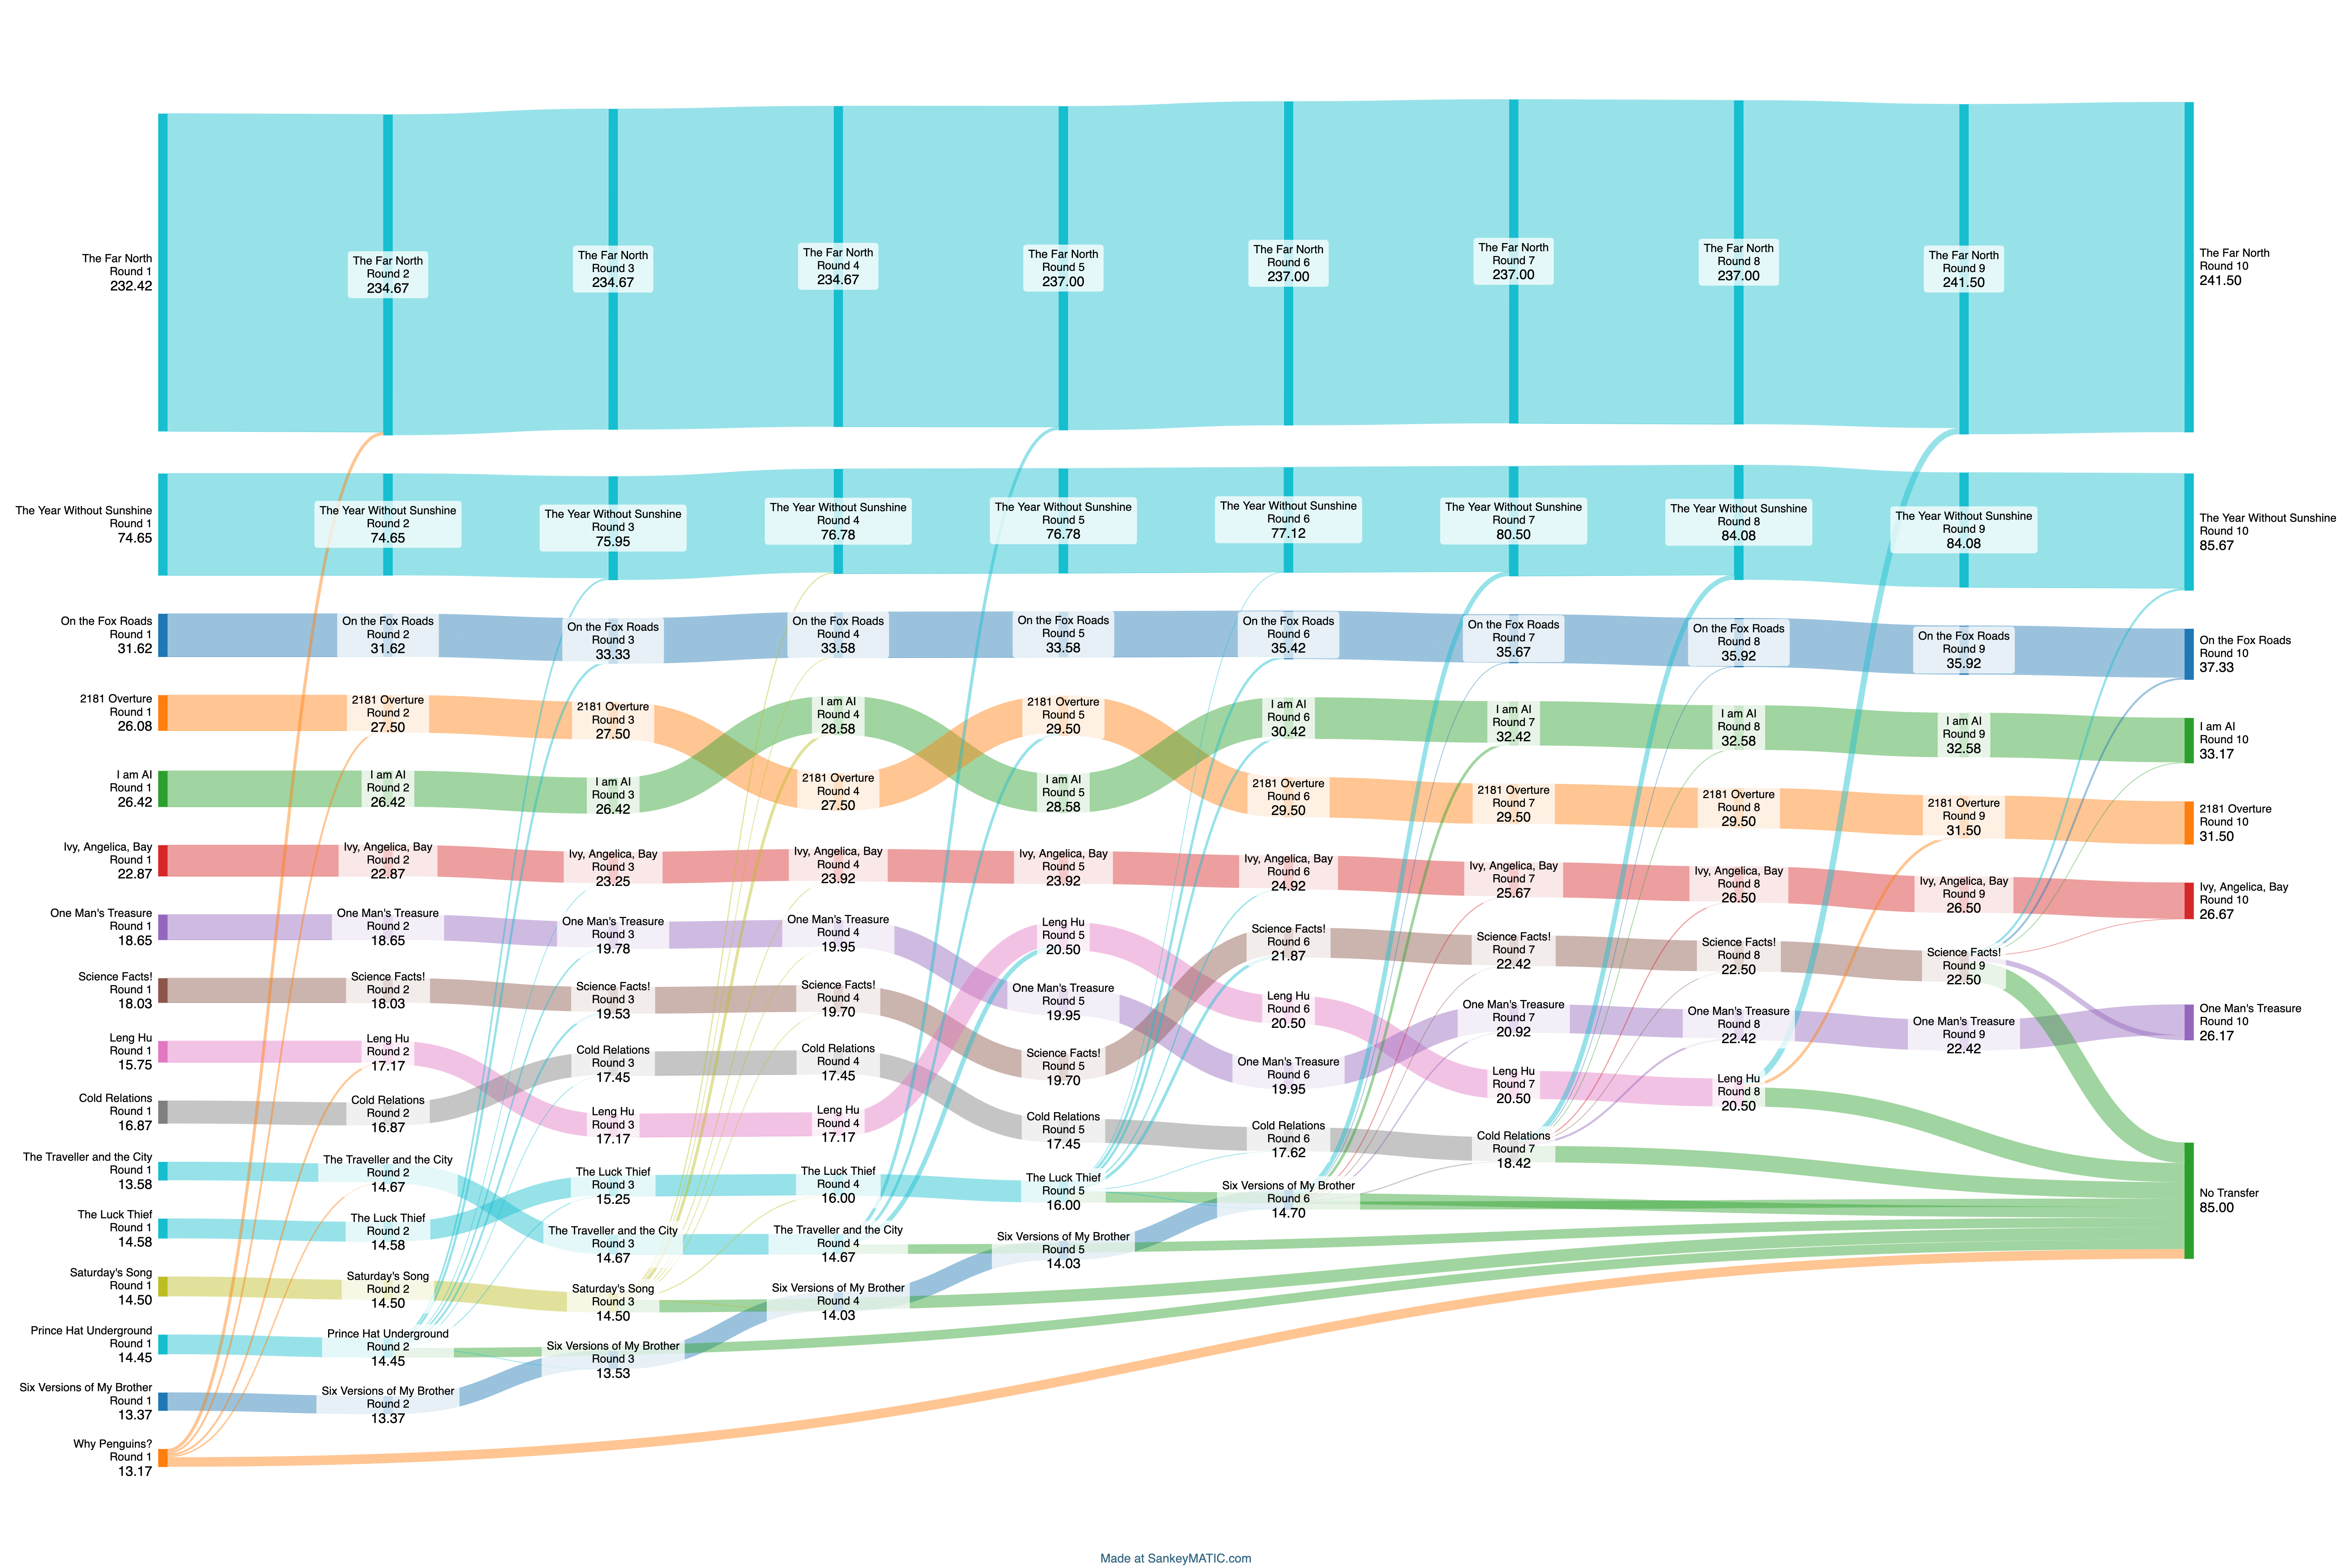 The Far North
Round 1
232.42
The Far North
Round 2
234.67
The Far North
Round 3
234.67
The Far North
Round 4
234.67
The Far North
Round 5
237.00
The Far North
Round 6
237.00
The Far North
Round 7
237.00
The Far North
Round 8
237.00
The Far North
Round 9
241.50
The Far North
Round 10
241.50
The Year Without Sunshine
Round 1
74.65
The Year Without Sunshine
Round 2
74.65
The Year Without Sunshine
Round 3
75.95
The Year Without Sunshine
Round 4
76.78
The Year Without Sunshine
Round 5
76.78
The Year Without Sunshine
Round 6
77.12
The Year Without Sunshine
Round 7
80.50
The Year Without Sunshine
Round 8
84.08
The Year Without Sunshine
Round 9
84.08
The Year Without Sunshine
Round 10
85.67
On the Fox Roads
Round 1
31.62
On the Fox Roads
Round 2
31.62
On the Fox Roads
Round 3
33.33
On the Fox Roads
Round 4
33.58
On the Fox Roads
Round 5
33.58
On the Fox Roads
Round 6
35.42
On the Fox Roads
Round 7
35.67
On the Fox Roads
Round 8
35.92
On the Fox Roads
Round 9
35.92
On the Fox Roads
Round 10
37.33
2181 Overture
Round 1
26.08
2181 Overture
Round 2
27.50
2181 Overture
Round 3
27.50
I am AI
Round 4
28.58
2181 Overture
Round 5
29.50
I am AI
Round 6
30.42
I am AI
Round 7
32.42
I am AI
Round 8
32.58
I am AI
Round 9
32.58
I am AI
Round 10
33.17
I am AI
Round 1
26.42
I am AI
Round 2
26.42
I am AI
Round 3
26.42
2181 Overture
Round 4
27.50
I am AI
Round 5
28.58
2181 Overture
Round 6
29.50
2181 Overture
Round 7
29.50
2181 Overture
Round 8
29.50
2181 Overture
Round 9
31.50
2181 Overture
Round 10
31.50
Ivy, Angelica, Bay
Round 1
22.87
Ivy, Angelica, Bay
Round 2
22.87
Ivy, Angelica, Bay
Round 3
23.25
Ivy, Angelica, Bay
Round 4
23.92
Ivy, Angelica, Bay
Round 5
23.92
Ivy, Angelica, Bay
Round 6
24.92
Ivy, Angelica, Bay
Round 7
25.67
Ivy, Angelica, Bay
Round 8
26.50
Ivy, Angelica, Bay
Round 9
26.50
Ivy, Angelica, Bay
Round 10
26.67
One Man's Treasure
Round 1
18.65
One Man's Treasure
Round 2
18.65
One Man's Treasure
Round 3
19.78
One Man's Treasure
Round 4
19.95
Leng Hu
Round 5
20.50
Science Facts!
Round 6
21.87
Science Facts!
Round 7
22.42
Science Facts!
Round 8
22.50
Science Facts!
Round 9
22.50
Science Facts!
Round 1
18.03
Science Facts!
Round 2
18.03
Science Facts!
Round 3
19.53
Science Facts!
Round 4
19.70
One Man's Treasure
Round 5
19.95
Leng Hu
Round 6
20.50
One Man's Treasure
Round 7
20.92
One Man's Treasure
Round 8
22.42
One Man's Treasure
Round 9
22.42
One Man's Treasure
Round 10
26.17
Leng Hu
Round 1
15.75
Leng Hu
Round 2
17.17
Cold Relations
Round 3
17.45
Cold Relations
Round 4
17.45
Science Facts!
Round 5
19.70
One Man's Treasure
Round 6
19.95
Leng Hu
Round 7
20.50
Leng Hu
Round 8
20.50
Cold Relations
Round 1
16.87
Cold Relations
Round 2
16.87
Leng Hu
Round 3
17.17
Leng Hu
Round 4
17.17
Cold Relations
Round 5
17.45
Cold Relations
Round 6
17.62
Cold Relations
Round 7
18.42
The Traveller and the City
Round 1
13.58
The Traveller and the City
Round 2
14.67
The Luck Thief
Round 3
15.25
The Luck Thief
Round 4
16.00
The Luck Thief
Round 5
16.00
Six Versions of My Brother
Round 6
14.70
No Transfer
85.00
The Luck Thief
Round 1
14.58
The Luck Thief
Round 2
14.58
The Traveller and the City
Round 3
14.67
The Traveller and the City
Round 4
14.67
Six Versions of My Brother
Round 5
14.03
Saturday's Song
Round 1
14.50
Saturday's Song
Round 2
14.50
Saturday's Song
Round 3
14.50
Six Versions of My Brother
Round 4
14.03
Prince Hat Underground
Round 1
14.45
Prince Hat Underground
Round 2
14.45
Six Versions of My Brother
Round 3
13.53
Six Versions of My Brother
Round 1
13.37
Six Versions of My Brother
Round 2
13.37
Why Penguins?
Round 1
13.17
Made at SankeyMATIC.com